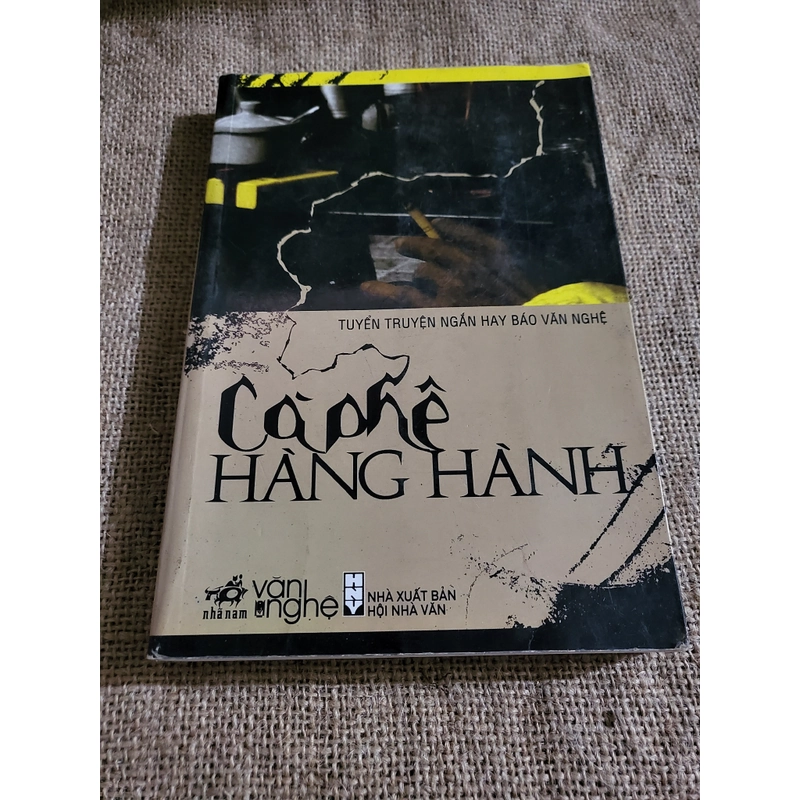 TUYỂN TRUYỆN NGẮN HAY BÁO VĂN NGHỆ
Cà phê
HÀNG HÀNH
nhã nam
văn nghệ
HNV
NHÀ XUẤT BẢN
HỘI NHÀ VĂN